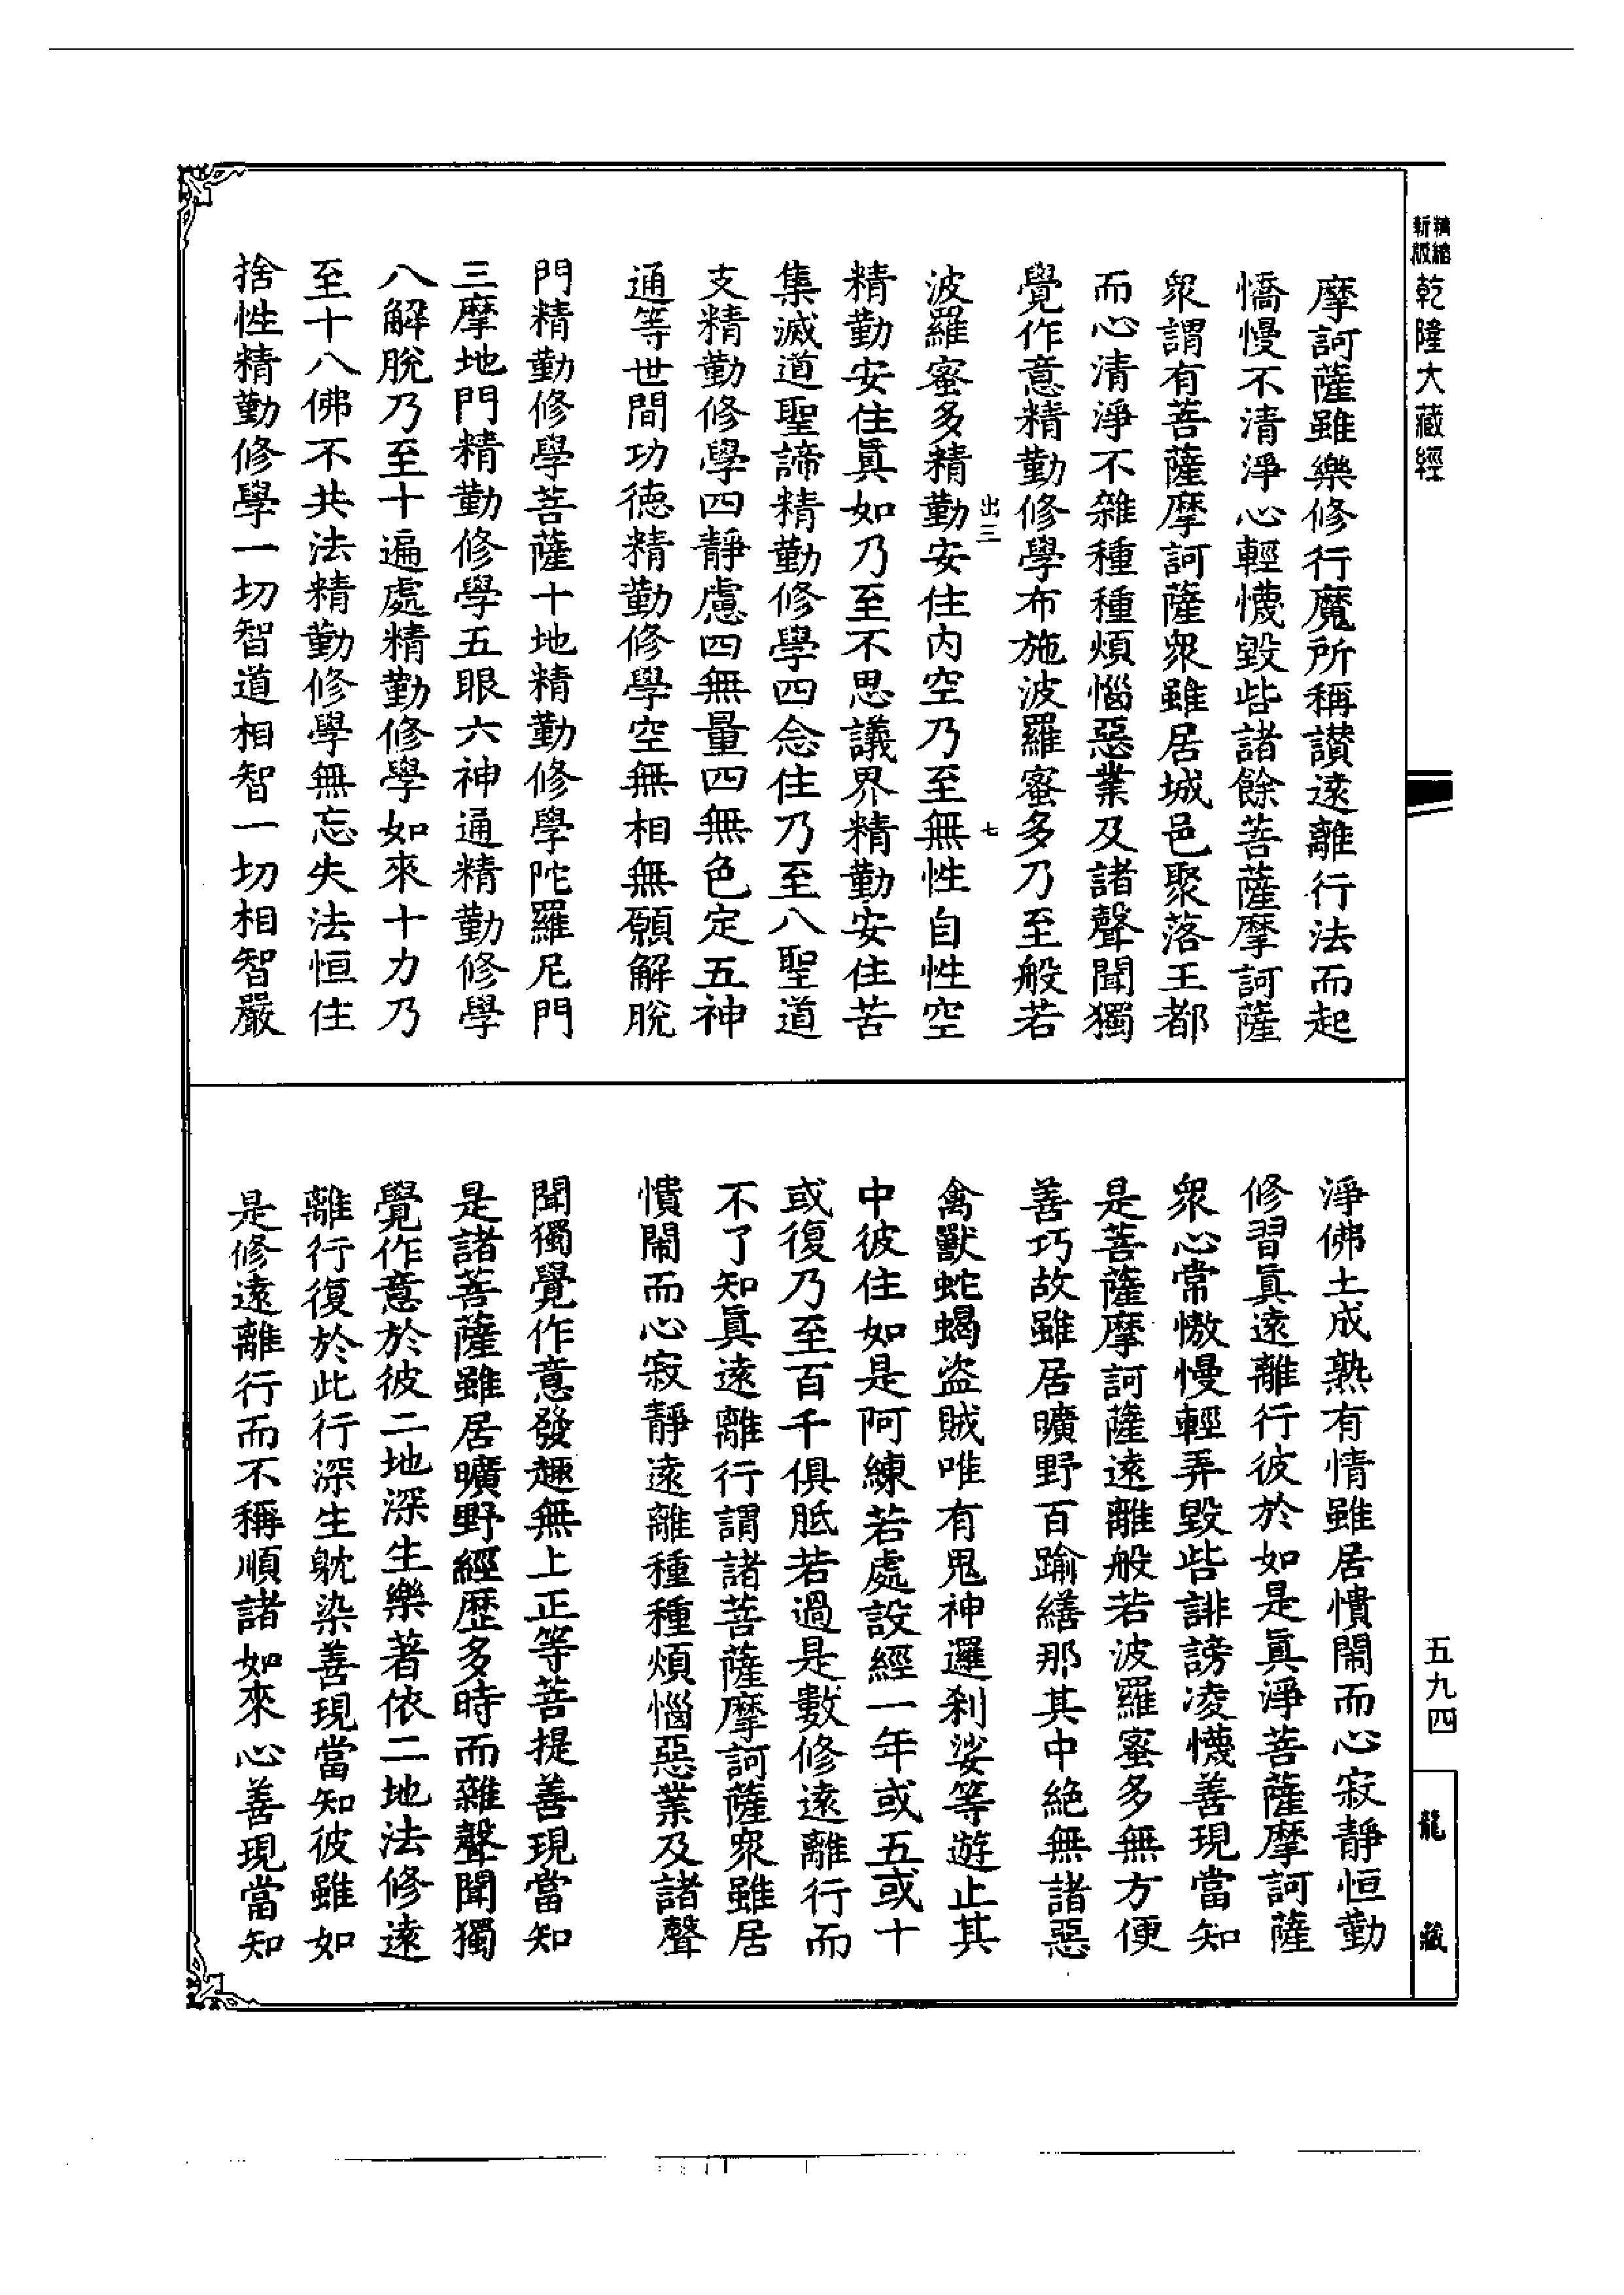 精縮新版
乾隆大藏經
摩訶薩雖樂修行魔所稱讃遠離行法而起
憍慢不清淨心輕懱毀呰諸餘菩薩摩訶薩
衆謂有菩薩摩訶薩衆雖居城邑聚落王都
而心清淨不雜種種煩惱惡業及諸聲聞獨
覺作意精勤修學布施波羅蜜多乃至般若
出三
七
波羅蜜多精勤安住內空乃至無性自性空
精勤安住眞如乃至不思議界精勤安住苦
集滅道聖諦精勤修學四念住乃至八聖道
支精勤修學四靜慮四無量四無色定五神
通等世間功德精勤修學空無相無願解脫
門精勤修學菩薩十地精勤修學陀羅尼門
三摩地門精勤修學五眼六神通精勤修學
八解脫乃至十遍處精勤修學如來十力乃
至十八佛不共法精勤修學無忘失法恒住
捨性精勤修學一切智道相智一切相智嚴
淨佛土成熟有情雖居憒閙而心寂靜恒勤
修習眞遠離行彼於如是眞淨菩薩摩訶薩
衆心常憿慢輕弄毀呰誹謗凌懱善現當知
是菩薩摩訶薩遠離般若波羅蜜多無方便
善巧故雖居曠野百踰繕那其中絶無諸惡
禽獸蛇蝎盜賊唯有鬼神邏刹娑等遊止其
中彼住如是阿練若處設經一年或五或十
或復乃至百千俱胝若過是數修遠離行而
不了知眞遠離行謂諸菩薩摩訶薩衆雖居
憒閙而心寂靜遠離種種煩惱惡業及諸聲
聞獨覺作意發趣無上正等菩提善現當知
是諸菩薩雖居曠野經歷多時而雜聲聞獨
覺作意於彼二地深生樂著依二地法修遠
離行復於此行深生躭染善現當知彼雖如
是修遠離行而不稱順諸如來心善現當知
五九四
龍藏